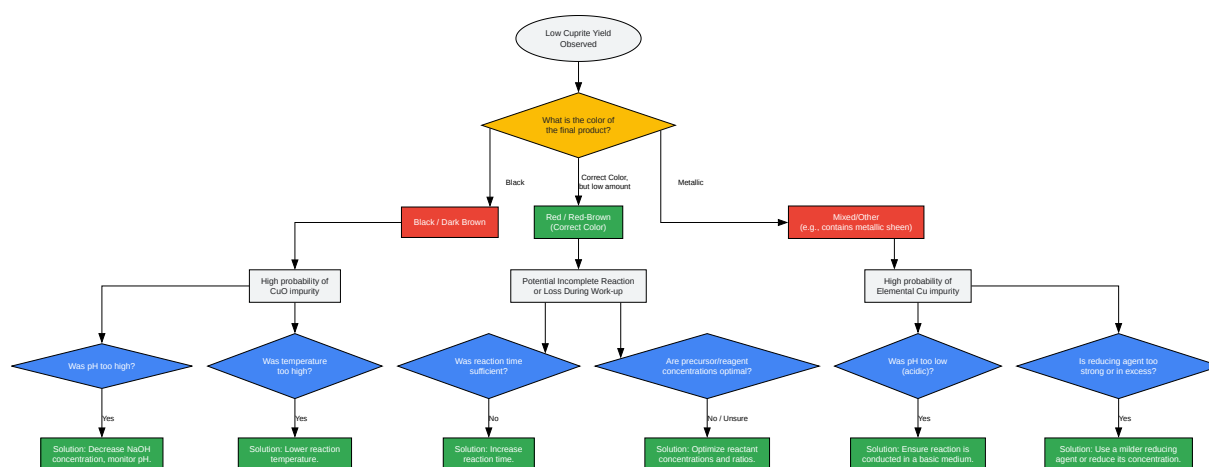 Low Cuprite Yield
Observed
What is the color of
the final product?
Black
Correct Color,
but low amount
Metallic
Black / Dark Brown
Red / Red-Brown
(Correct Color)
Mixed/Other
(e.g., contains metallic sheen)
High probability of
CuO impurity
Potential Incomplete Reaction
or Loss During Work-up
High probability of
Elemental Cu impurity
Was pH too high?
Was temperature
too high?
Was reaction time
sufficient?
Are precursor/reagent
concentrations optimal?
Was pH too low
(acidic)?
Is reducing agent too
strong or in excess?
Yes
Yes
No
No / Unsure
Yes
Yes
Solution: Decrease NaOH
concentration, monitor pH.
Solution: Lower reaction
temperature.
Solution: Increase
reaction time.
Solution: Optimize reactant
concentrations and ratios.
Solution: Ensure reaction is
conducted in a basic medium.
Solution: Use a milder reducing
agent or reduce its concentration.